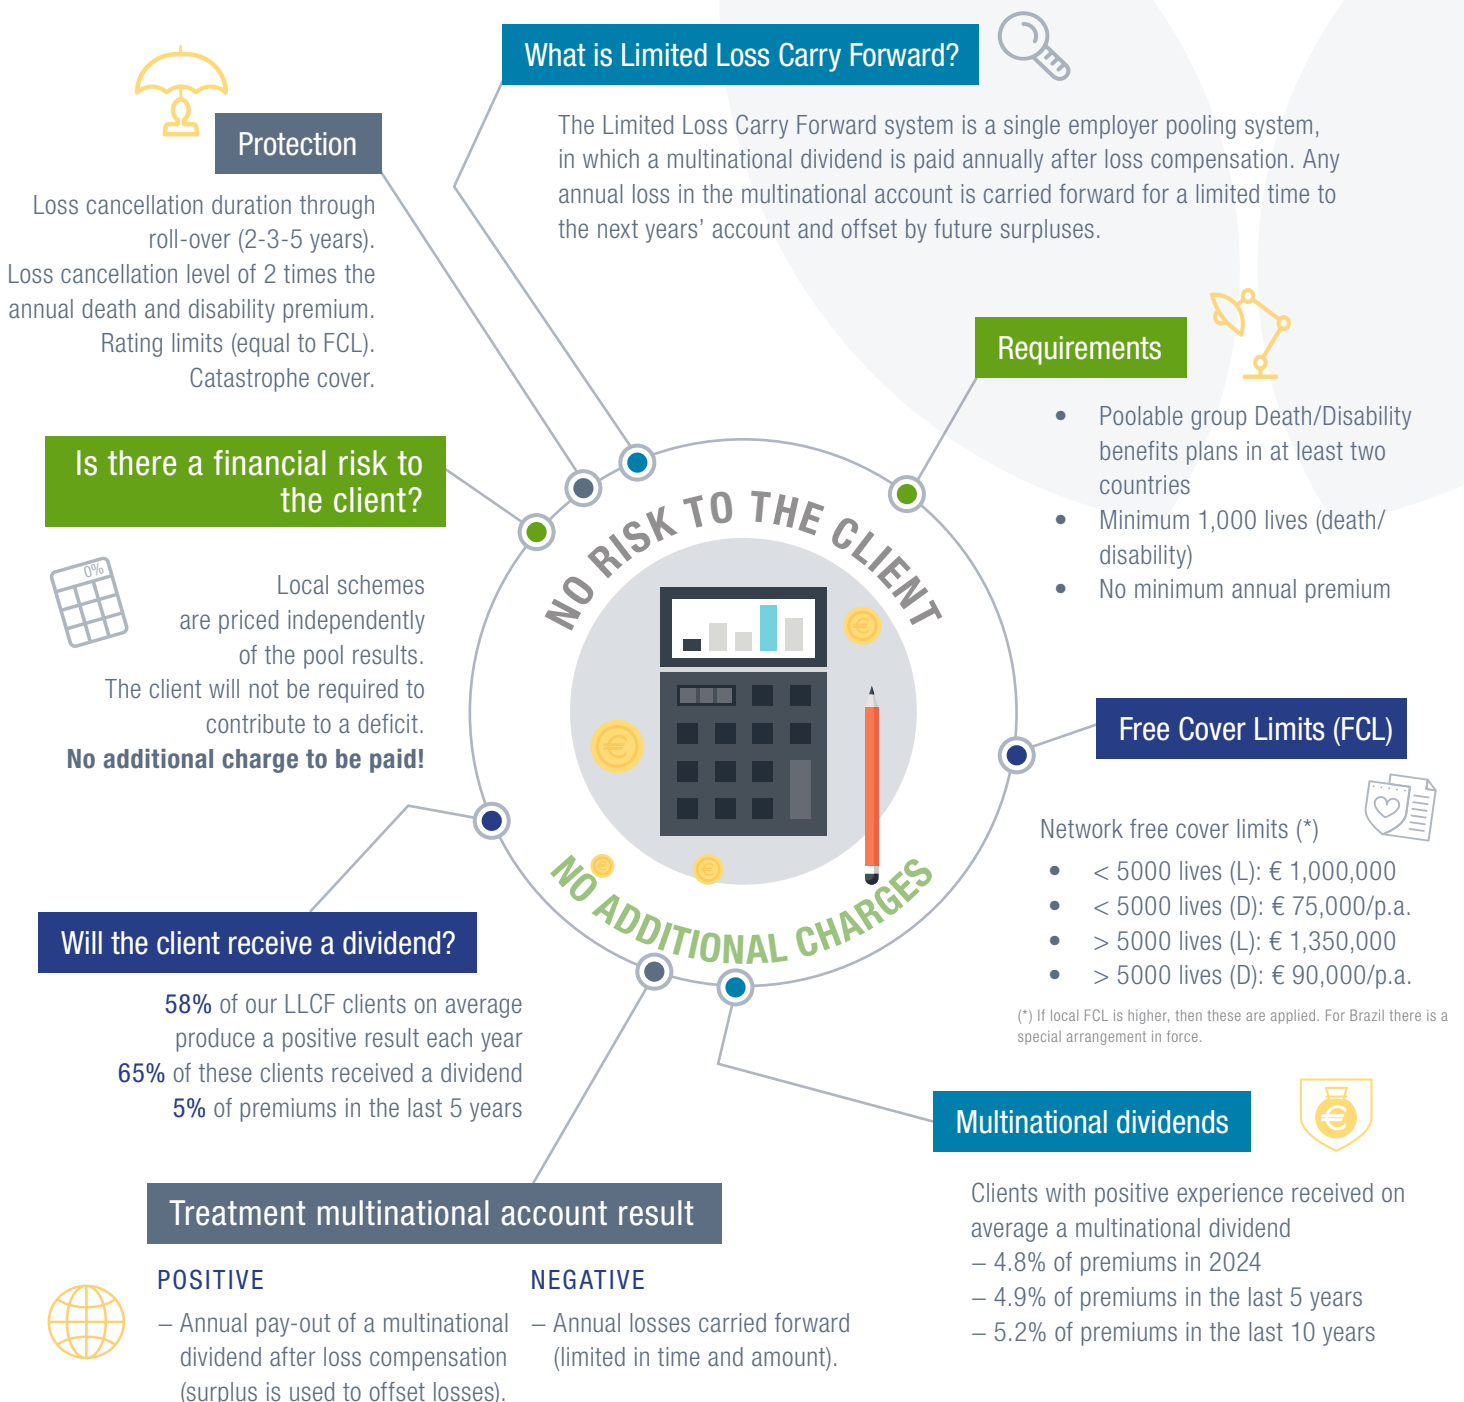 What is Limited Loss Carry Forward?
The Limited Loss Carry Forward system is a single employer pooling system,
in which a multinational dividend is paid annually after loss compensation. Any
annual loss in the multinational account is carried forward for a limited time to
the next years’ account and offset by future surpluses.
Protection
Loss cancellation duration through
roll-over (2-3-5 years).
Loss cancellation level of 2 times the
annual death and disability premium.
Rating limits (equal to FCL).
Catastrophe cover.
Requirements
• Poolable group Death/Disability
benefits plans in at least two
countries
• Minimum 1,000 lives (death/
disability)
• No minimum annual premium
Is there a financial risk to
the client?
0%
Local schemes
are priced independently
of the pool results.
The client will not be required to
contribute to a deficit.
No additional charge to be paid!
NO RISK TO THE CLIENT
€
€
€
€
NO ADDITIONAL CHARGES
Free Cover Limits (FCL)
Network free cover limits (*)
• < 5000 lives (L): € 1,000,000
• < 5000 lives (D): € 75,000/p.a.
• > 5000 lives (L): € 1,350,000
• > 5000 lives (D): € 90,000/p.a.
(*) If local FCL is higher, then these are applied. For Brazil there is a
special arrangement in force.
Will the client receive a dividend?
58% of our LLCF clients on average
produce a positive result each year
65% of these clients received a dividend
5% of premiums in the last 5 years
Multinational dividends
€
Clients with positive experience received on
average a multinational dividend
– 4.8% of premiums in 2024
– 4.9% of premiums in the last 5 years
– 5.2% of premiums in the last 10 years
Treatment multinational account result
POSITIVE
– Annual pay-out of a multinational
dividend after loss compensation
(surplus is used to offset losses).
NEGATIVE
– Annual losses carried forward
(limited in time and amount).